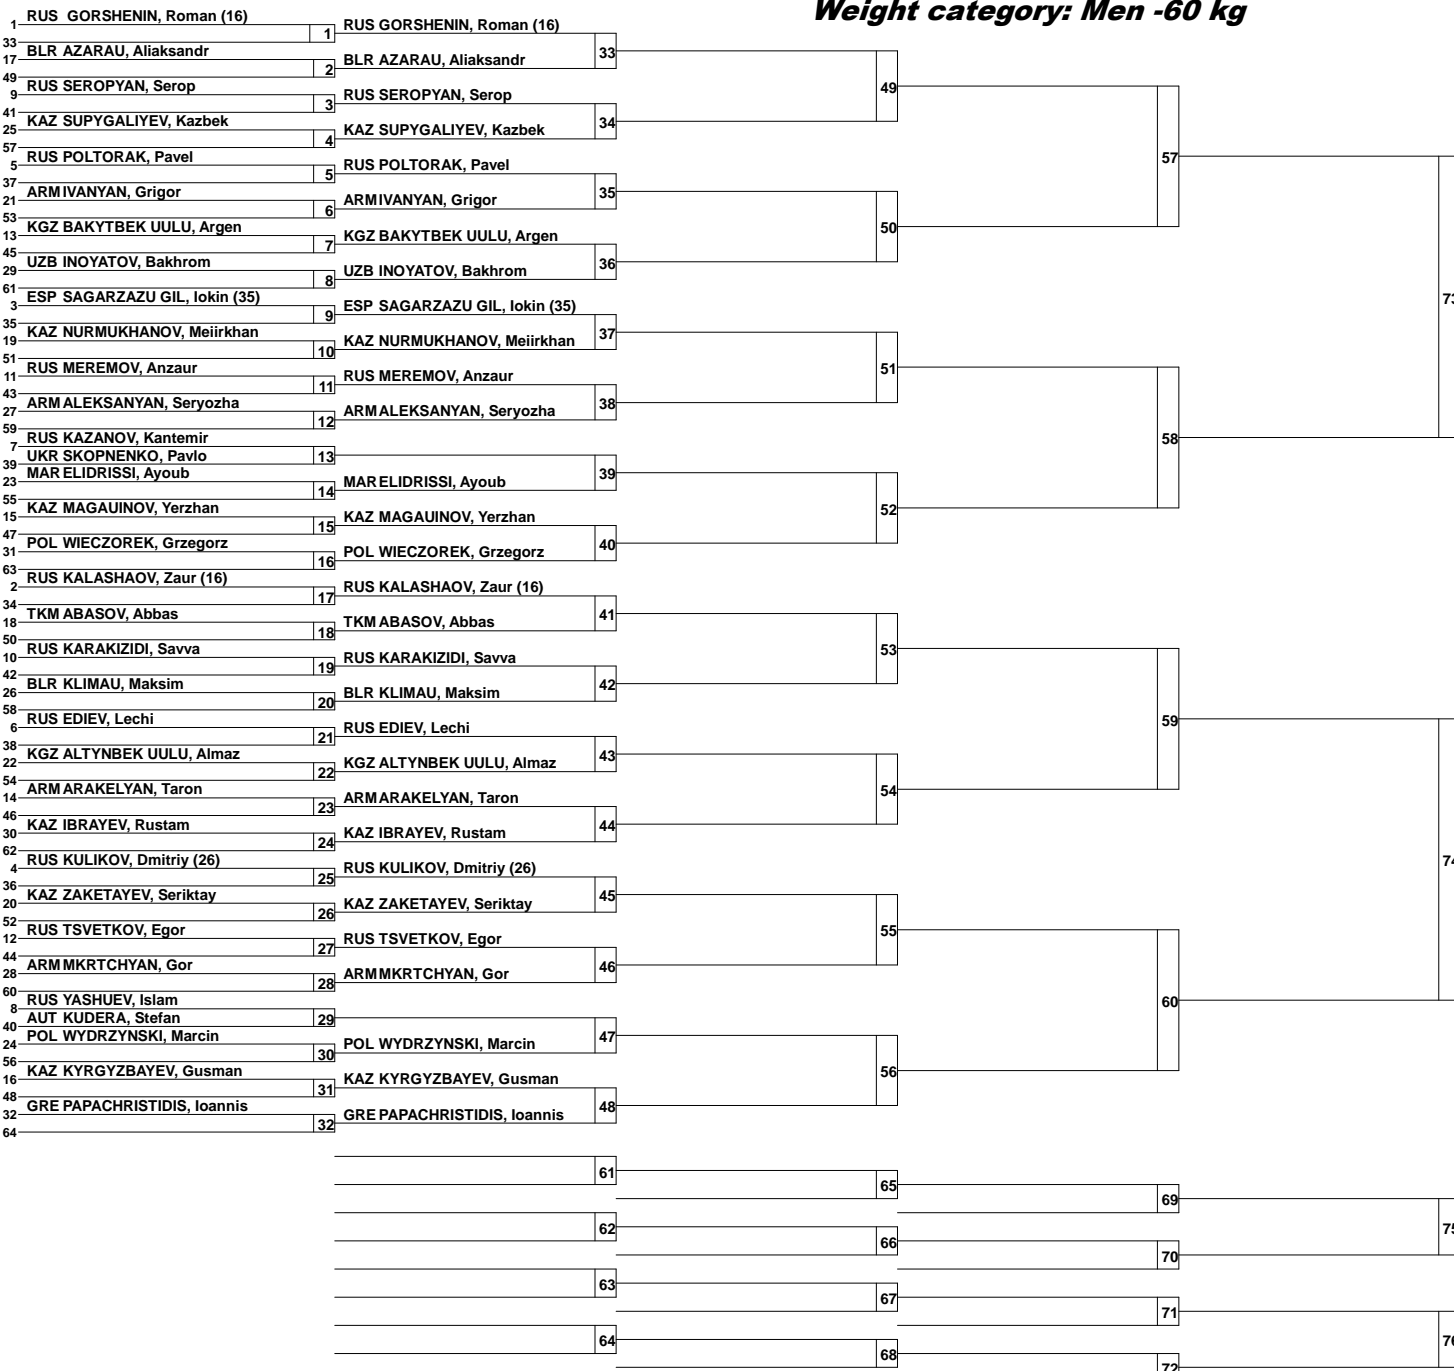 Weight category: Men -60 kg
1 RUS GORSHENIN, Roman (16)
33
1 RUS GORSHENIN, Roman (16)
17 BLR AZARAU, Aliaksandr
49
2 BLR AZARAU, Aliaksandr
33
9 RUS SEROPYAN, Serop
41
3 RUS SEROPYAN, Serop
25 KAZ SUPYGALIYEV, Kazbek
57
4 KAZ SUPYGALIYEV, Kazbek
34
49
5 RUS POLTORAK, Pavel
37
5 RUS POLTORAK, Pavel
21 ARM IVANYAN, Grigor
53
6 ARM IVANYAN, Grigor
35
13 KGZ BAKYTBEK UULU, Argen
45
7 KGZ BAKYTBEK UULU, Argen
29 UZB INOYATOV, Bakhrom
61
8 UZB INOYATOV, Bakhrom
36
50
57
3 ESP SAGARZAZU GIL, Iokin (35)
35
9 ESP SAGARZAZU GIL, Iokin (35)
19 KAZ NURMUKHANOV, Meiirkhan
51
10 KAZ NURMUKHANOV, Meiirkhan
37
11 RUS MEREMOV, Anzaur
43
11 RUS MEREMOV, Anzaur
27 ARM ALEKSANYAN, Seryozha
59
12 ARM ALEKSANYAN, Seryozha
38
51
7 RUS KAZANOV, Kantemir
39 UKR SKOPNENKO, Pavlo
13
23 MAR ELIDRISSI, Ayoub
55
14 MAR ELIDRISSI, Ayoub
39
15 KAZ MAGAUINOV, Yerzhan
47
15 KAZ MAGAUINOV, Yerzhan
31 POL WIECZOREK, Grzegorz
63
16 POL WIECZOREK, Grzegorz
40
52
58
2 RUS KALASHAOV, Zaur (16)
34
17 RUS KALASHAOV, Zaur (16)
18 TKM ABASOV, Abbas
50
18 TKM ABASOV, Abbas
41
10 RUS KARAKIZIDI, Savva
42
19 RUS KARAKIZIDI, Savva
26 BLR KLIMAU, Maksim
58
20 BLR KLIMAU, Maksim
42
53
6 RUS EDIEV, Lechi
38
21 RUS EDIEV, Lechi
22 KGZ ALTYNBEK UULU, Almaz
54
22 KGZ ALTYNBEK UULU, Almaz
43
14 ARM ARAKELYAN, Taron
46
23 ARM ARAKELYAN, Taron
30 KAZ IBRAYEV, Rustam
62
24 KAZ IBRAYEV, Rustam
44
54
59
4 RUS KULIKOV, Dmitriy (26)
36
25 RUS KULIKOV, Dmitriy (26)
20 KAZ ZAKETAYEV, Seriktay
52
26 KAZ ZAKETAYEV, Seriktay
45
12 RUS TSVETKOV, Egor
44
27 RUS TSVETKOV, Egor
28 ARM MKRTCHYAN, Gor
60
28 ARM MKRTCHYAN, Gor
46
55
8 RUS YASHUEV, Islam
40 AUT KUDERA, Stefan
29
24 POL WYDRZYNSKI, Marcin
56
30 POL WYDRZYNSKI, Marcin
47
16 KAZ KYRGYZBAYEV, Gusman
48
31 KAZ KYRGYZBAYEV, Gusman
32 GRE PAPACHRISTIDIS, Ioannis
64
32 GRE PAPACHRISTIDIS, Ioannis
48
56
60
61
65
69
62
66
70
63
67
71
64
68
72